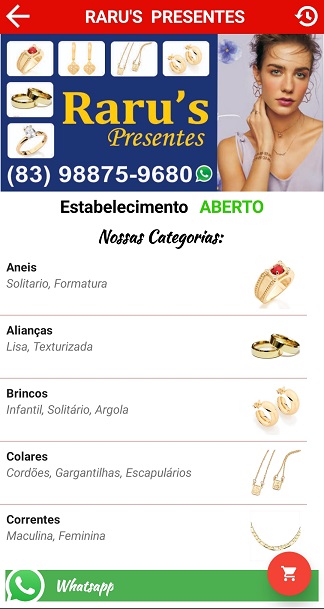 RARU'S PRESENTES
Raru's
Presentes
(83) 98875-9680
Estabelecimento ABERTO
Nossas Categorias:
Aneis
Solitario, Formatura
Alianças
Lisa, Texturizada
Brincos
Infantil, Solitário, Argola
Colares
Cordões, Gargantilhas, Escapulários
Correntes
Maculina, Feminina
Whatsapp